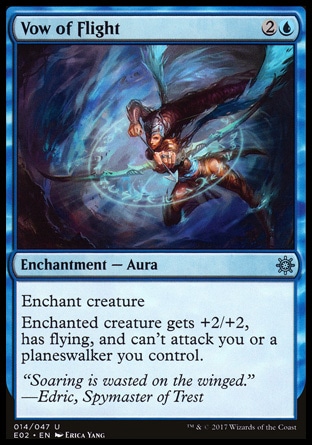 Vow of Flight 2
Enchantment — Aura
Enchant creature
Enchanted creature gets +2/+2,
has flying, and can't attack you or a
planeswalker you control.
"Soaring is wasted on the winged."
—Edric, Spymaster of Trest
014/047 U
E02 • EN Erica Yang
™ & © 2017 Wizards of the Coast